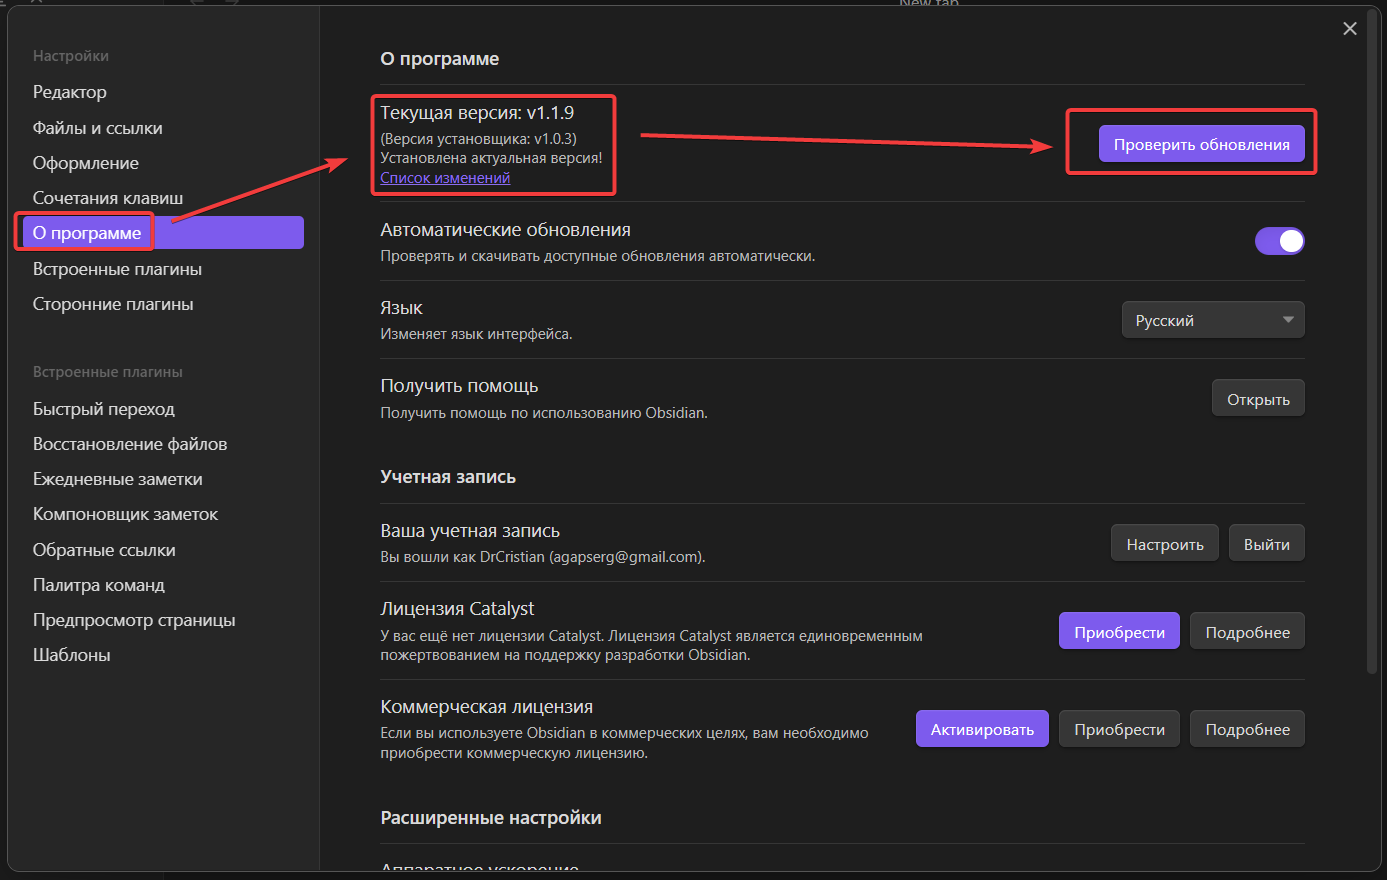 New tab
Настройки
Редактор
Файлы и ссылки
Оформление
Сочетания клавиш
О программе
Встроенные плагины
Сторонние плагины
Встроенные плагины
Быстрый переход
Восстановление файлов
Ежедневные заметки
Компоновщик заметок
Обратные ссылки
Палитра команд
Предпросмотр страницы
Шаблоны
О программе
Текущая версия: v1.1.9
(Версия установщика: v1.0.3)
Установлена актуальная версия!
Список изменений
Проверить обновления
Автоматические обновления
Проверять и скачивать доступные обновления автоматически.
Язык
Изменяет язык интерфейса.
Русский
Получить помощь
Получить помощь по использованию Obsidian.
Открыть
Учетная запись
Ваша учетная запись
Вы вошли как DrCristian (agapserg@gmail.com).
Настроить
Выйти
Лицензия Catalyst
У вас ещё нет лицензии Catalyst. Лицензия Catalyst является единовременным
пожертвованием на поддержку разработки Obsidian.
Приобрести
Подробнее
Коммерческая лицензия
Если вы используете Obsidian в коммерческих целях, вам необходимо
приобрести коммерческую лицензию.
Активировать
Приобрести
Подробнее
Расширенные настройки
Аппаратное ускорение